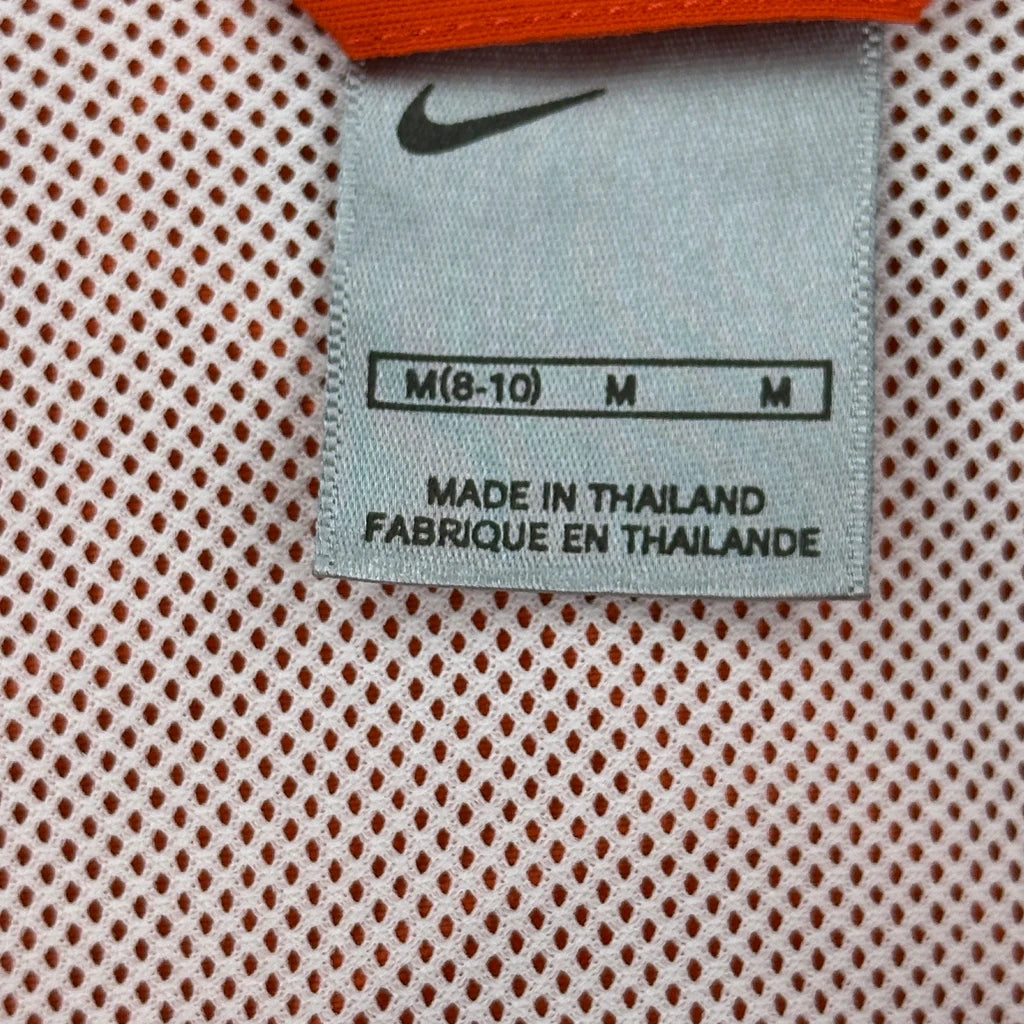 M(8-10) M M
MADE IN THAILAND
FABRIQUE EN THAILANDE